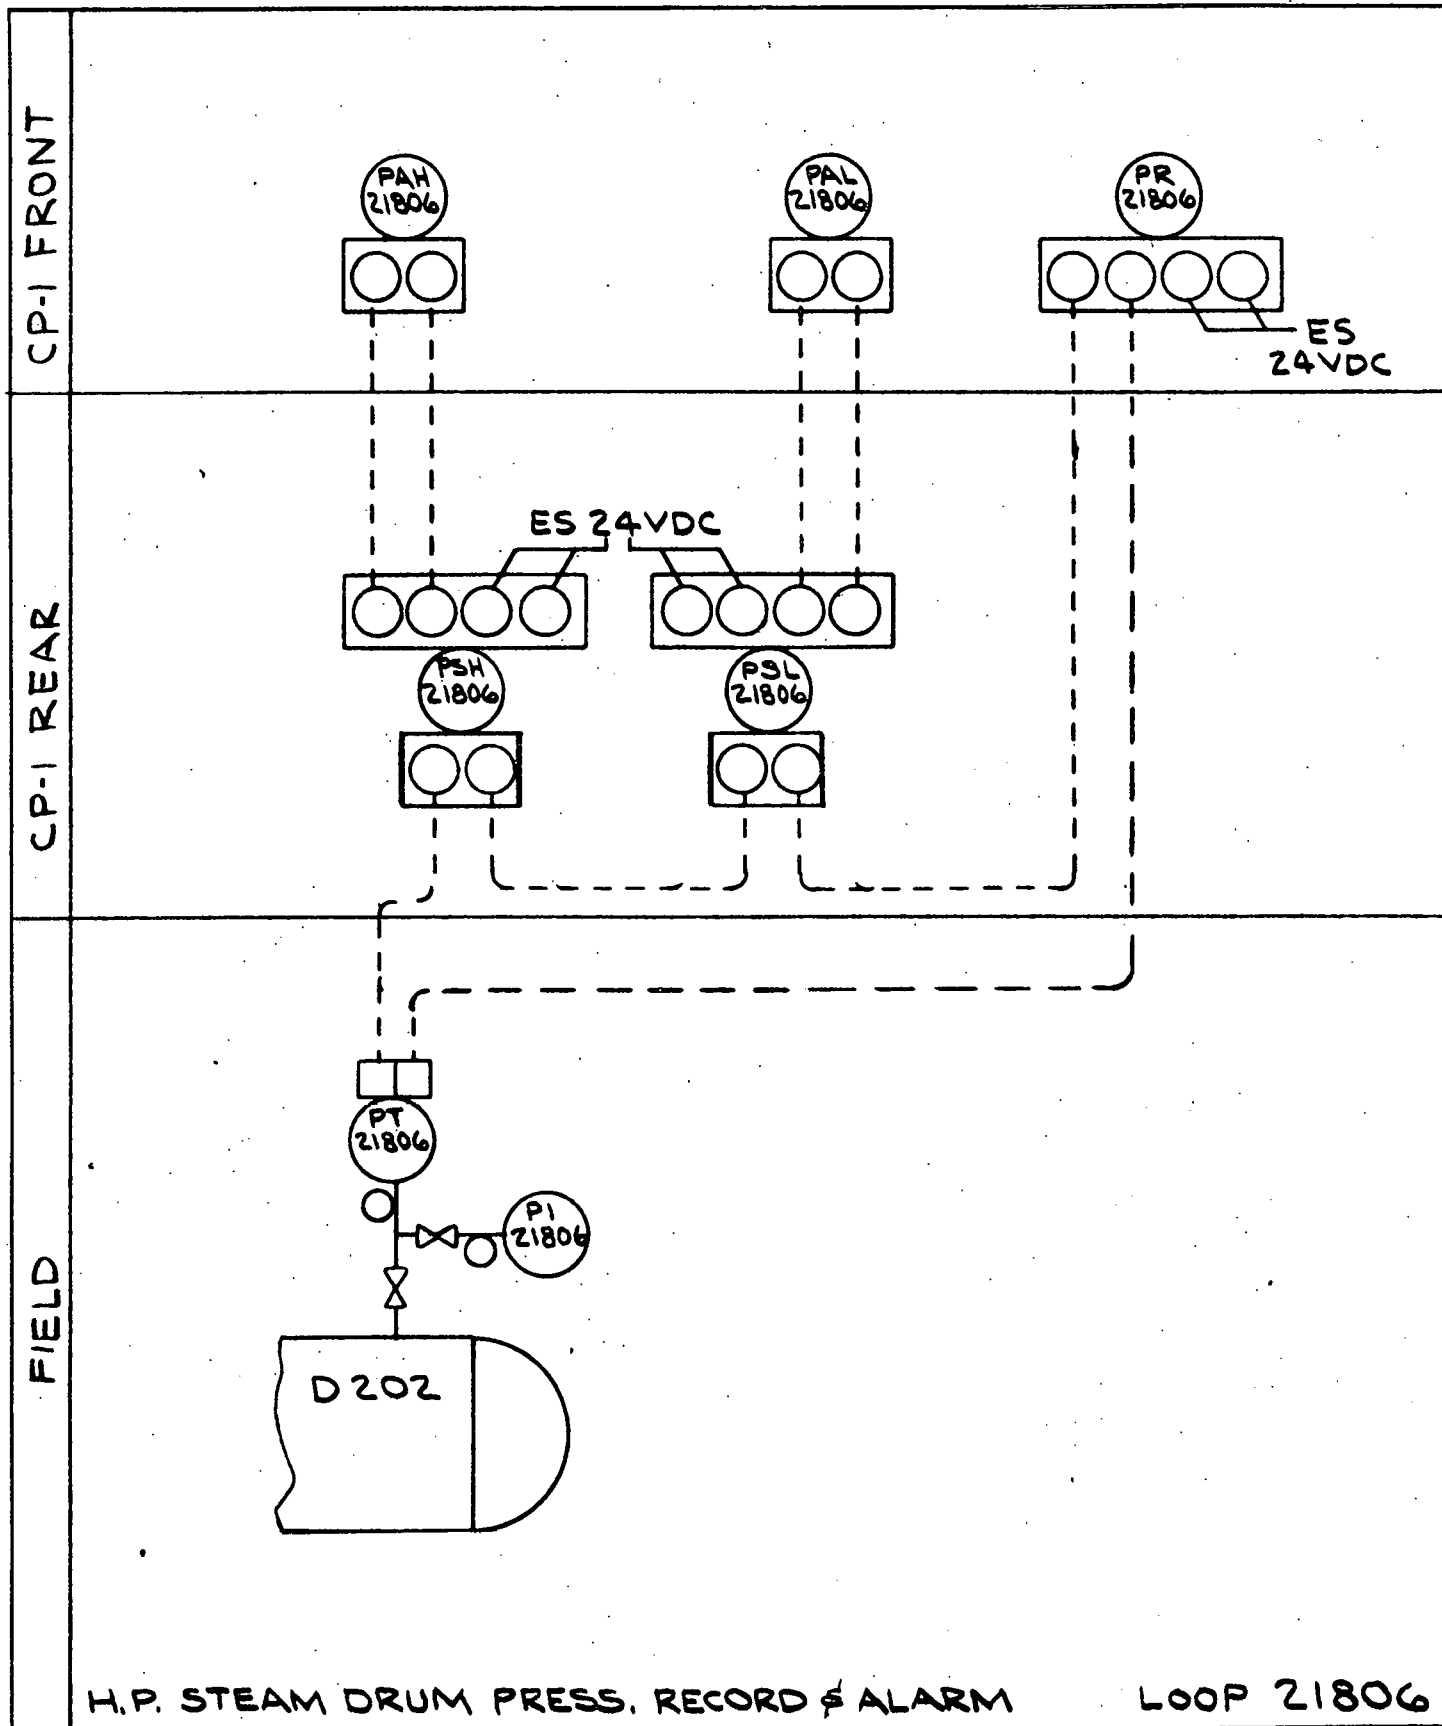 CP-1 FRONT
PAH
21806
PAL
21806
PR
21806
ES
24VDC
CP-1 REAR
ES 24VDC
PSH
21806
PSL
21806
FIELD
PT
21806
PI
21806
D202
H.P. STEAM DRUM PRESS. RECORD & ALARM
LOOP 21806